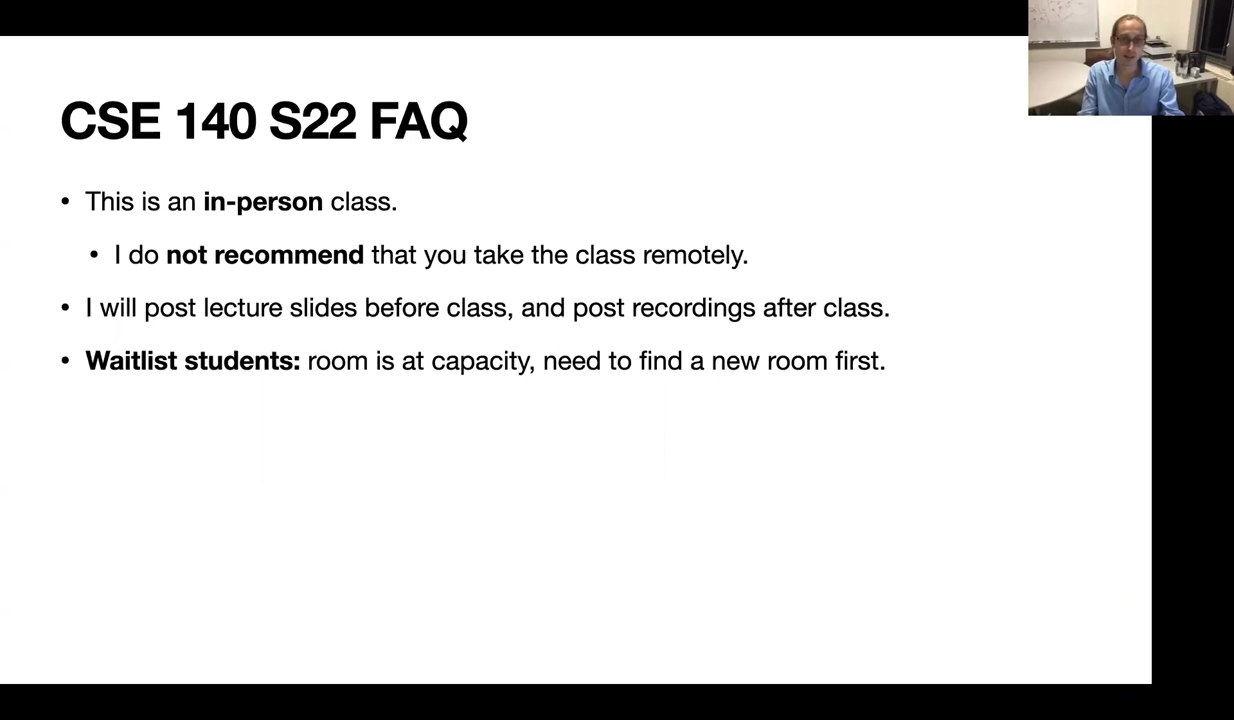 CSE 140 S22 FAQ
• This is an in-person class.
• I do not recommend that you take the class remotely.
• I will post lecture slides before class, and post recordings after class.
• Waitlist students: room is at capacity, need to find a new room first.